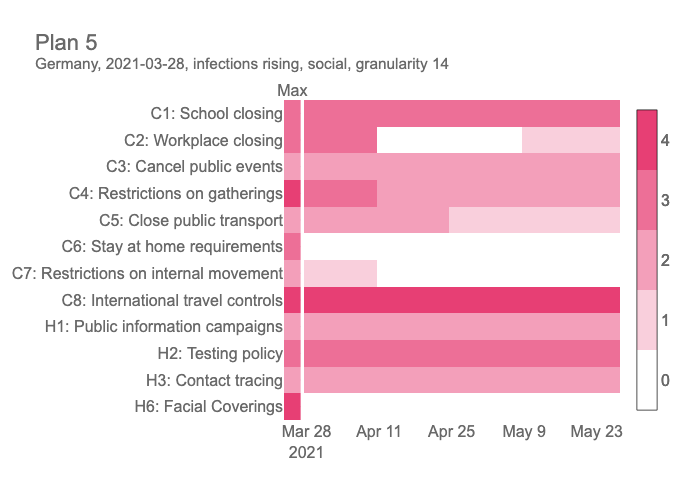 Plan 5
Germany, 2021-03-28, infections rising, social, granularity 14
Max
C1: School closing
C2: Workplace closing
C3: Cancel public events
C4: Restrictions on gatherings
C5: Close public transport
C6: Stay at home requirements
C7: Restrictions on internal movement
C8: International travel controls
H1: Public information campaigns
H2: Testing policy
H3: Contact tracing
H6: Facial Coverings
Mar 28 Apr 11 Apr 25 May 9 May 23
2021
4
3
2
1
0